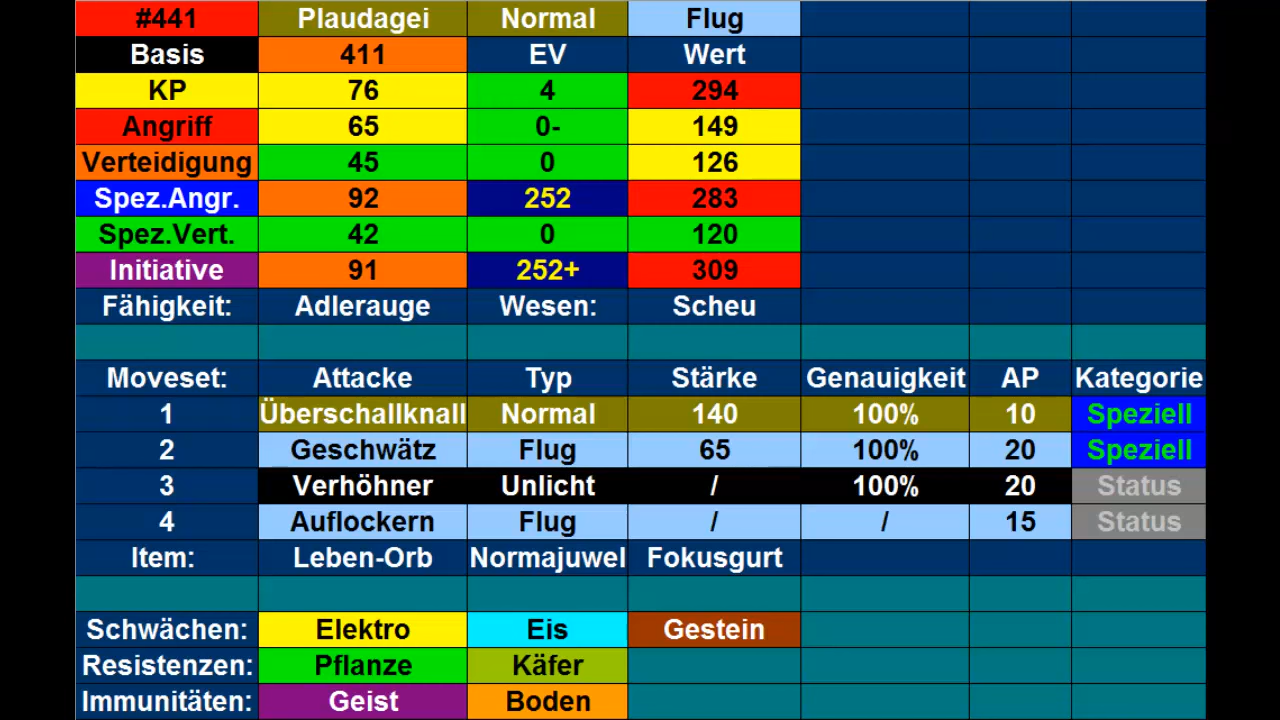 #441 Plaudagei Normal Flug
Basis 411 EV Wert
KP 76 4 294
Angriff 65 0- 149
Verteidigung 45 0 126
Spez.Angr. 92 252 283
Spez.Vert. 42 0 120
Initiative 91 252+ 309
Fähigkeit: Adlerauge Wesen: Scheu
Moveset: Attacke Typ Stärke Genauigkeit AP Kategorie
1 Überschallknall Normal 140 100% 10 Speziell
2 Geschwätz Flug 65 100% 20 Speziell
3 Verhöhner Unlicht / 100% 20 Status
4 Auflockern Flug / / 15 Status
Item: Leben-Orb Normajuwel Fokusgurt
Schwächen: Elektro Eis Gestein
Resistenzen: Pflanze Käfer
Immunitäten: Geist Boden